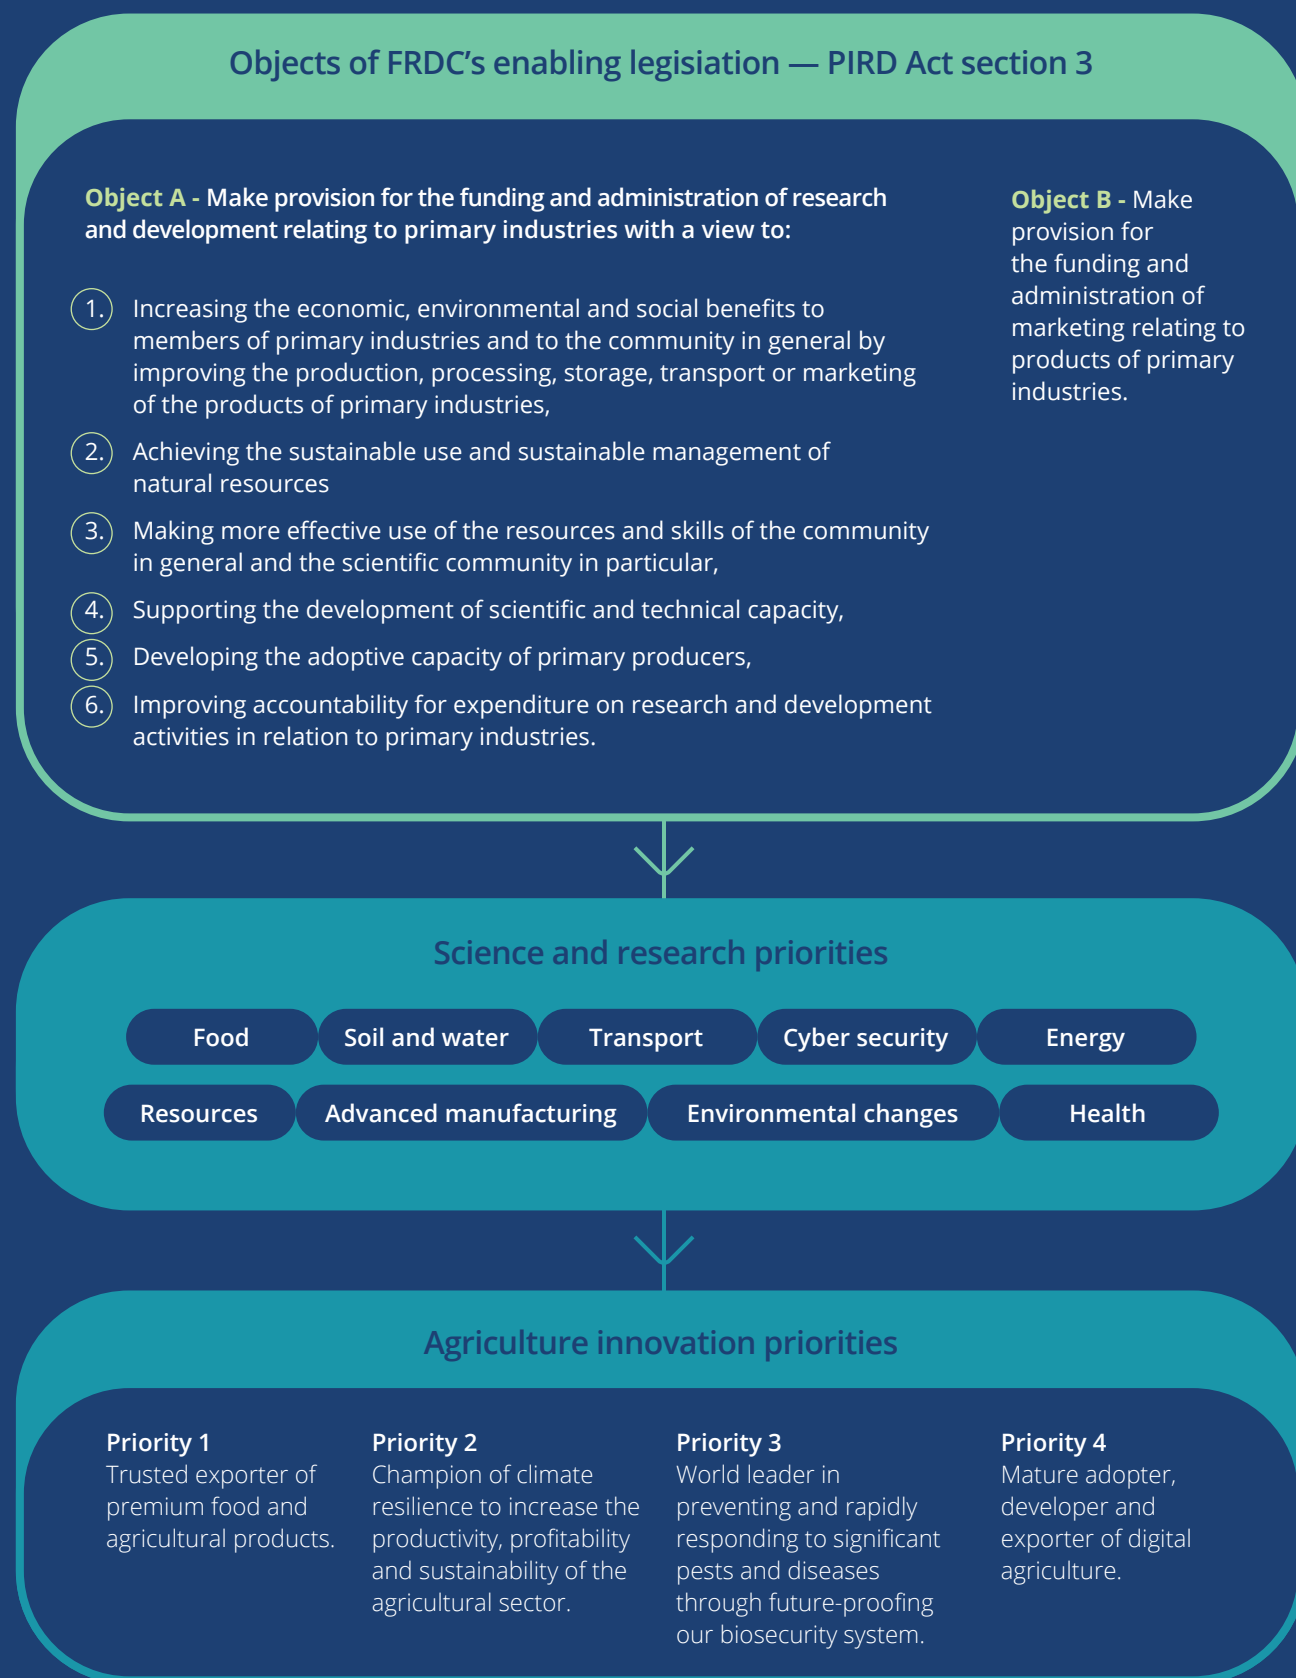 Objects of FRDC’s enabling legisiation — PIRD Act section 3
Object A - Make provision for the funding and administration of research
and development relating to primary industries with a view to:
1. Increasing the economic, environmental and social benefits to
members of primary industries and to the community in general by
improving the production, processing, storage, transport or marketing
of the products of primary industries,
2. Achieving the sustainable use and sustainable management of
natural resources
3. Making more effective use of the resources and skills of the community
in general and the scientific community in particular,
4. Supporting the development of scientific and technical capacity,
5. Developing the adoptive capacity of primary producers,
6. Improving accountability for expenditure on research and development
activities in relation to primary industries.
Object B - Make
provision for
the funding and
administration of
marketing relating to
products of primary
industries.
Science and research priorities
Food Soil and water Transport Cyber security Energy
Resources Advanced manufacturing Environmental changes Health
Agriculture innovation priorities
Priority 1
Trusted exporter of
premium food and
agricultural products.
Priority 2
Champion of climate
resilience to increase the
productivity, profitability
and sustainability of the
agricultural sector.
Priority 3
World leader in
preventing and rapidly
responding to significant
pests and diseases
through future-proofing
our biosecurity system.
Priority 4
Mature adopter,
developer and
exporter of digital
agriculture.